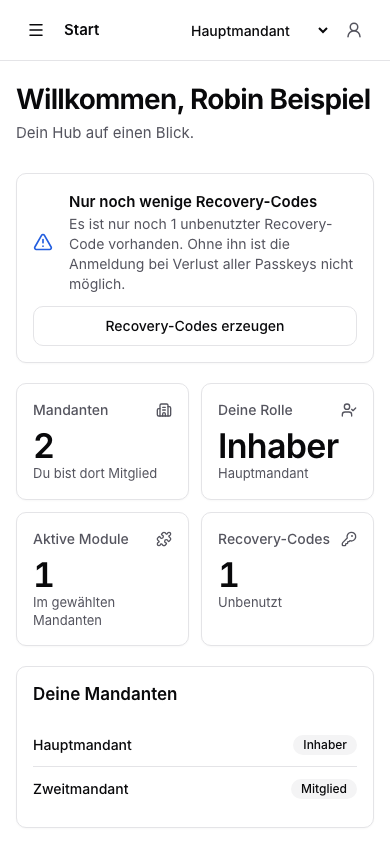 Start
Hauptmandant
Willkommen, Robin Beispiel
Dein Hub auf einen Blick.
Nur noch wenige Recovery-Codes
Es ist nur noch 1 unbenutzter Recovery-
Code vorhanden. Ohne ihn ist die
Anmeldung bei Verlust aller Passkeys nicht
möglich.
Recovery-Codes erzeugen
Mandanten
2
Du bist dort Mitglied
Deine Rolle
Inhaber
Hauptmandant
Aktive Module
1
Im gewählten
Mandanten
Recovery-Codes
1
Unbenutzt
Deine Mandanten
Hauptmandant
Inhaber
Zweitmandant
Mitglied